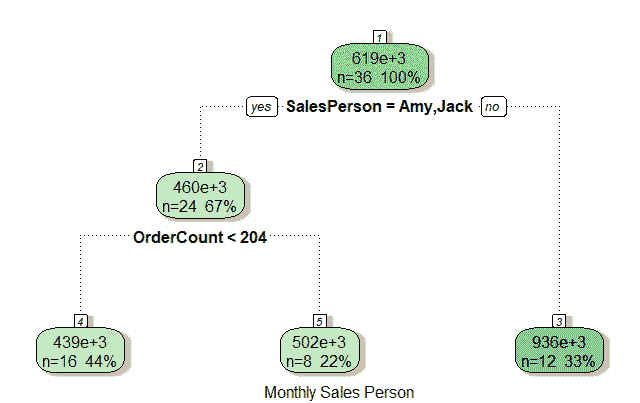 1
619e+3
n=36 100%
yes SalesPerson = Amy,Jack no
2
460e+3
n=24 67%
OrderCount < 204
4
439e+3
n=16 44%
5
502e+3
n=8 22%
3
936e+3
n=12 33%
Monthly Sales Person